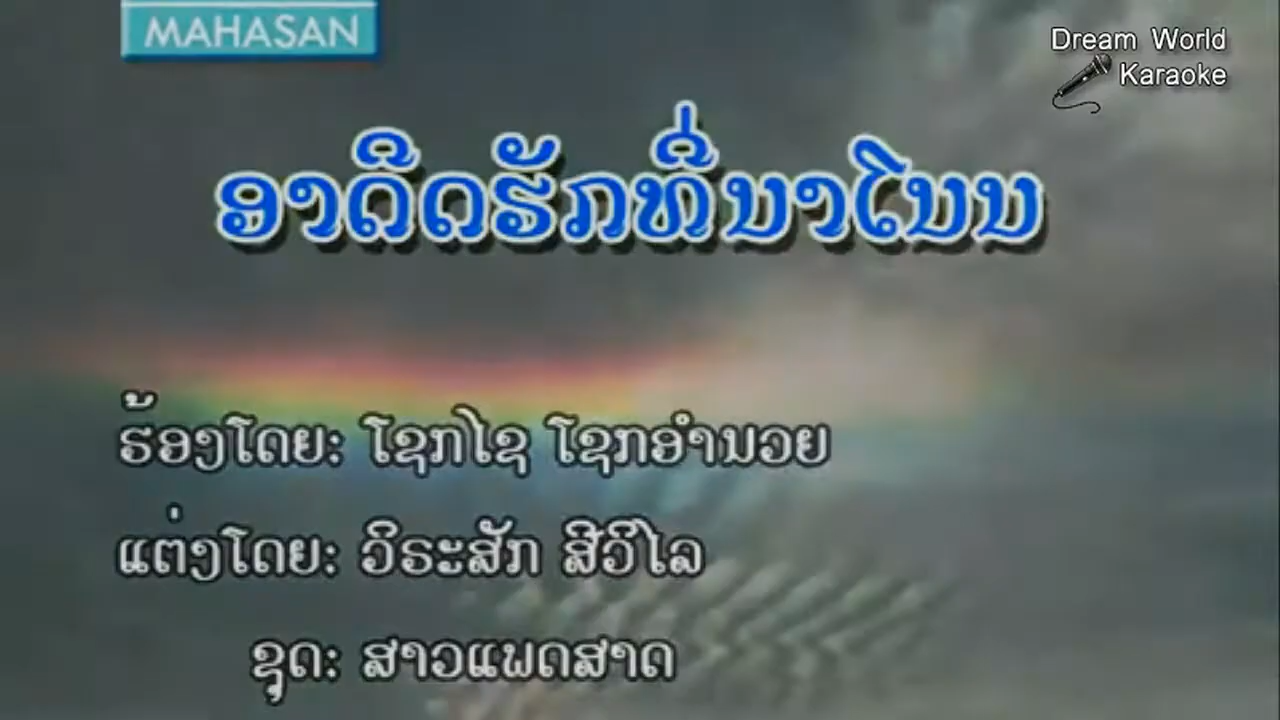 MAHASAN
Dream World
Karaoke
ອາດີດຮັກທີ່ນາໂນນ
ຮ້ອງໂດຍ: ໂຊກໄຊ ໂຊກອຳນວຍ
ແຕ່ງໂດຍ: ວິຣະສັກ ສີວິໄລ
ຊຸດ: ສາວແພດສາດ